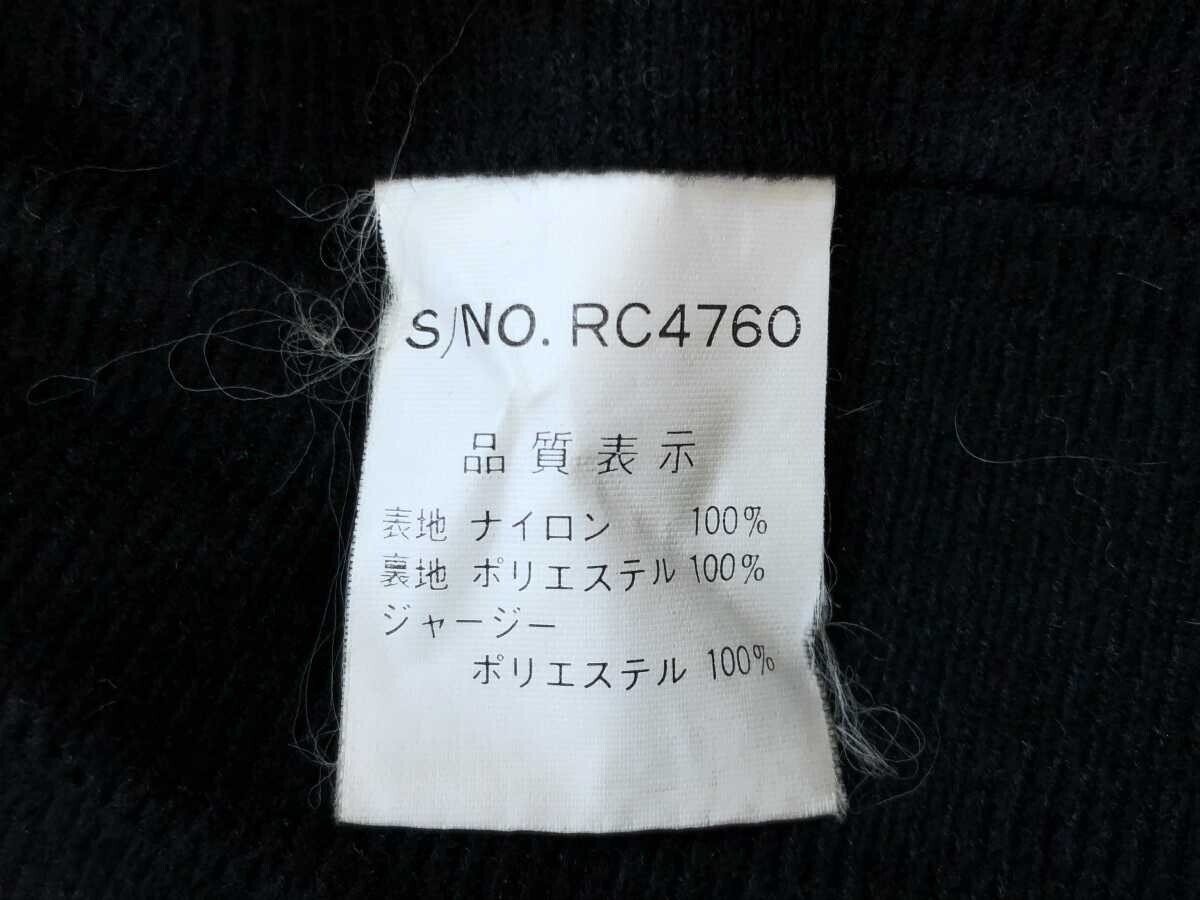 S/NO. RC4760
品質表示
表地 ナイロン 100%
裏地 ポリエステル 100%
ジャージー
ポリエステル 100%